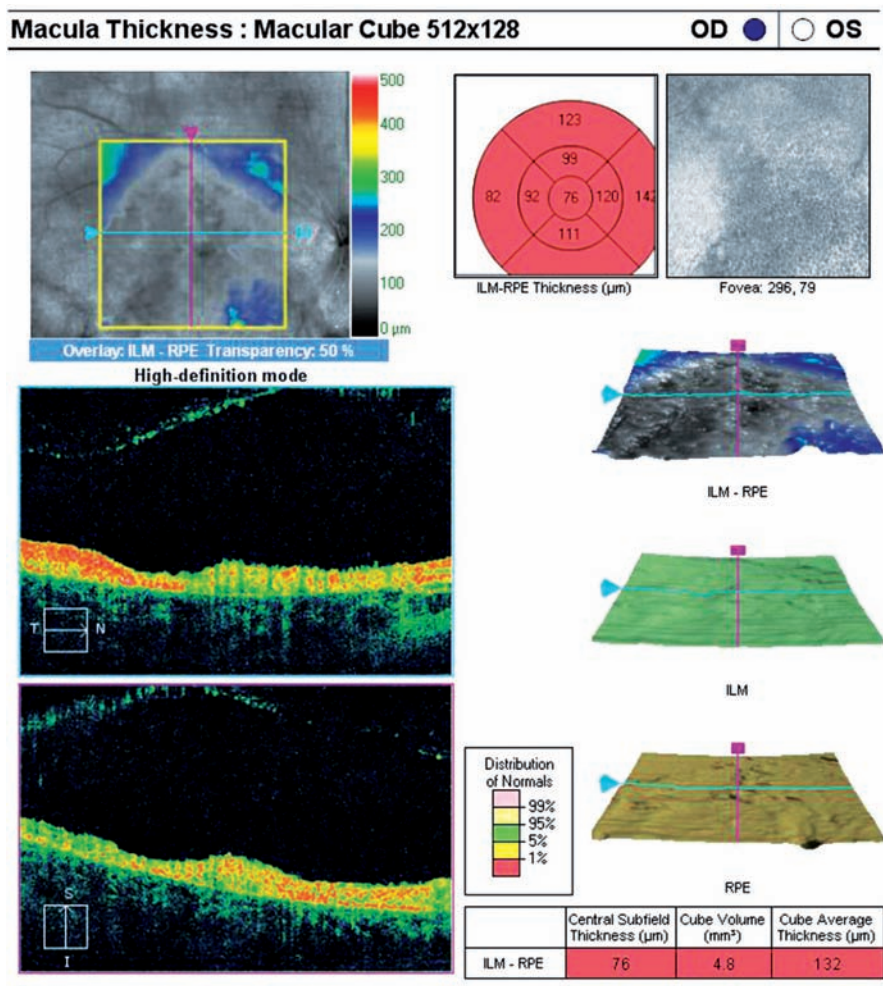 Macula Thickness : Macular Cube 512x128 OD OS
500
400
300
200
100
0 µm
Overlay: ILM - RPE Transparency: 50 %
123
99
82 92 76 120 142
111
ILM-RPE Thickness (µm)
Fovea: 296, 79
High-definition mode
T N
S
I
ILM - RPE
ILM
RPE
Distribution
of Normals
99%
95%
5%
1%
Central Subfield Thickness (µm) Cube Volume (mm³) Cube Average Thickness (µm)
ILM - RPE 76 4.8 132